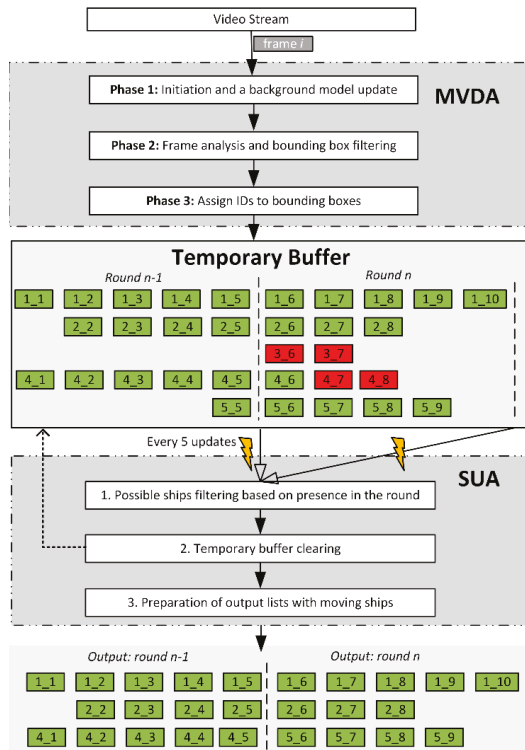 Video Stream
frame i
MVDA
Phase 1: Initiation and a background model update
Phase 2: Frame analysis and bounding box filtering
Phase 3: Assign IDs to bounding boxes
Temporary Buffer
Round n-1 Round n
1_1 1_2 1_3 1_4 1_5 1_6 1_7 1_8 1_9 1_10
2_2 2_3 2_4 2_5 2_6 2_7 2_8
3_6 3_7
4_1 4_2 4_3 4_4 4_5 4_6 4_7 4_8
5_5 5_6 5_7 5_8 5_9
Every 5 updates
SUA
1. Possible ships filtering based on presence in the round
2. Temporary buffer clearing
3. Preparation of output lists with moving ships
Output: round n-1 Output: round n
1_1 1_2 1_3 1_4 1_5 1_6 1_7 1_8 1_9 1_10
2_2 2_3 2_4 2_5 2_6 2_7 2_8
4_1 4_2 4_3 4_4 4_5 5_6 5_7 5_8 5_9